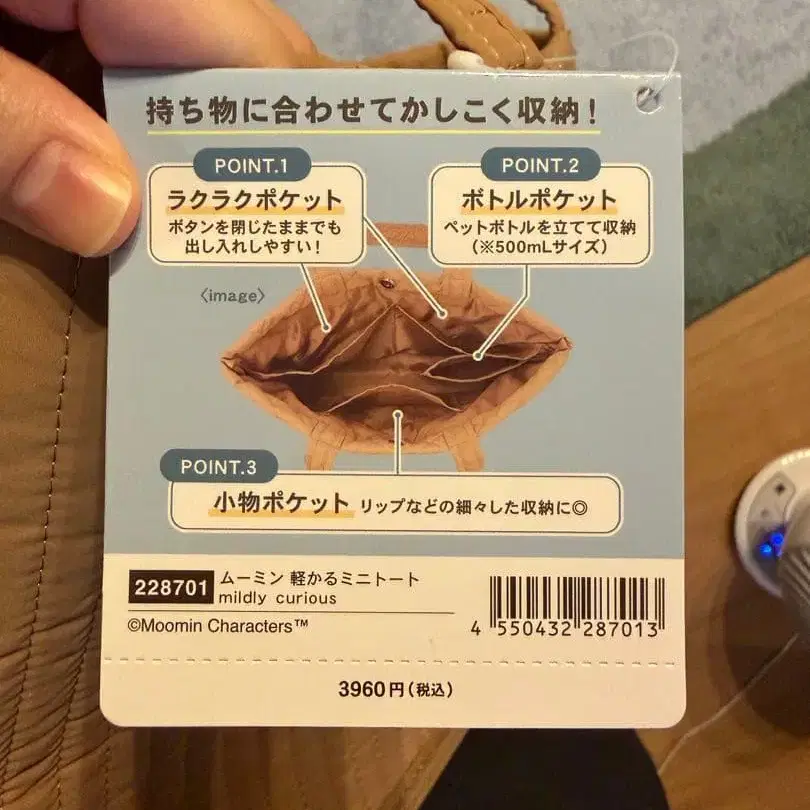 持ち物に合わせてかしこく収納！
POINT.1
ラクラクポケット
ボタンを閉じたままでも
出し入れしやすい！
POINT.2
ボトルポケット
ペットボトルを立てて収納
（※500mLサイズ）
〈image〉
POINT.3
小物ポケット リップなどの細々した収納に◎
228701 ムーミン 軽かるミニトート
mildly curious
©Moomin Characters™
4 550432 287013
3960円（税込）